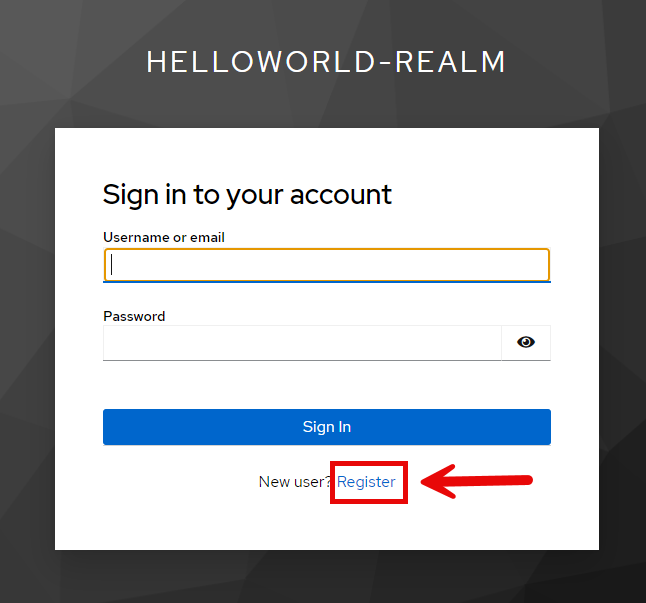 HELLOWORLD-REALM
Sign in to your account
Username or email
Password
Sign In
New user? Register